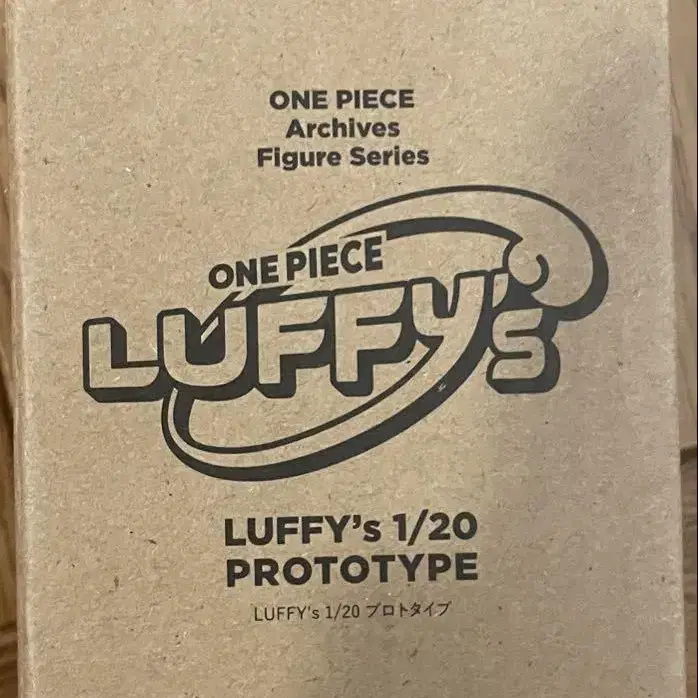 ONE PIECE
Archives
Figure Series
ONE PIECE
LUFFY's
LUFFY's 1/20
PROTOTYPE
LUFFY's 1/20 プロトタイプ